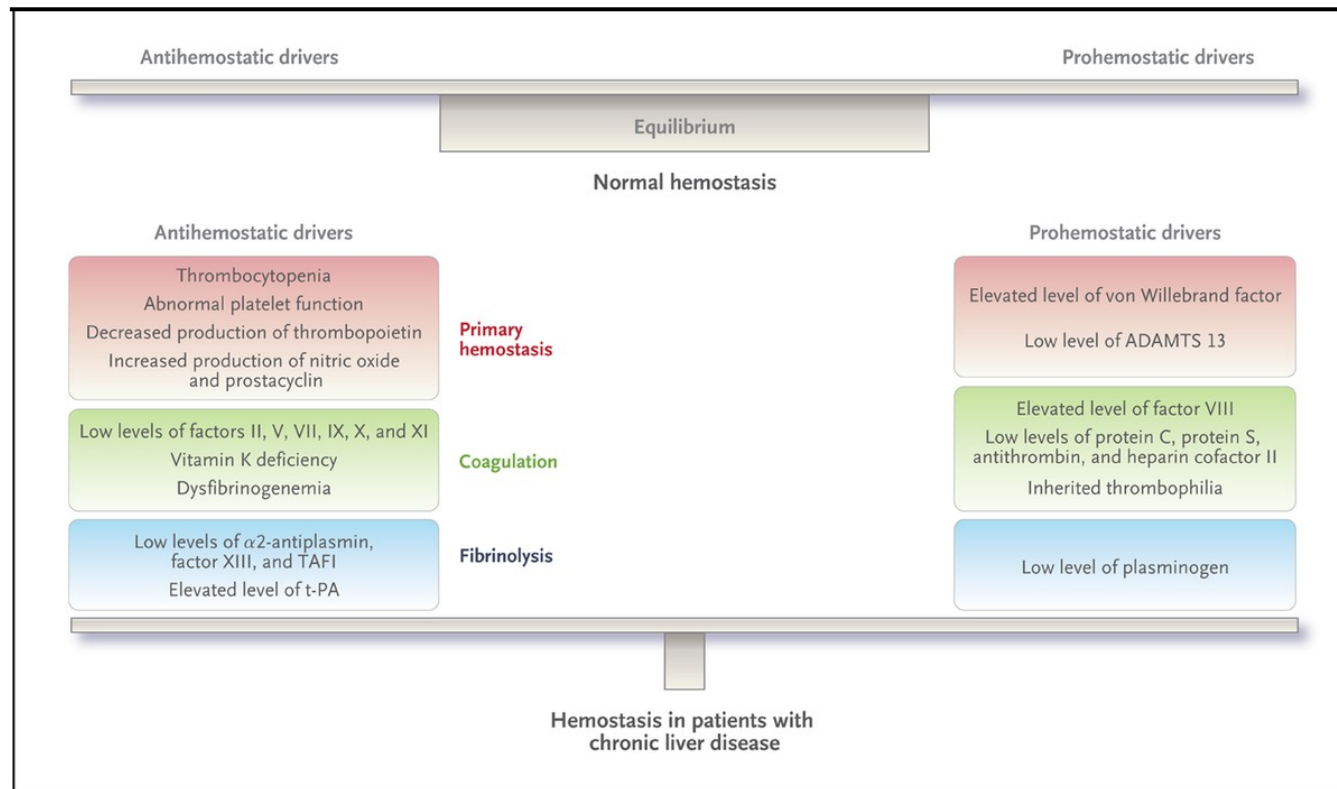 Antihemostatic drivers
Prohemostatic drivers
Equilibrium
Normal hemostasis
Antihemostatic drivers
Prohemostatic drivers
Thrombocytopenia
Abnormal platelet function
Decreased production of thrombopoietin
Increased production of nitric oxide
and prostacyclin
Primary
hemostasis
Elevated level of von Willebrand factor
Low level of ADAMTS 13
Low levels of factors II, V, VII, IX, X, and XI
Vitamin K deficiency
Dysfibrinogenemia
Coagulation
Elevated level of factor VIII
Low levels of protein C, protein S,
antithrombin, and heparin cofactor II
Inherited thrombophilia
Low levels of α2-antiplasmin,
factor XIII, and TAFI
Elevated level of t-PA
Fibrinolysis
Low level of plasminogen
Hemostasis in patients with
chronic liver disease